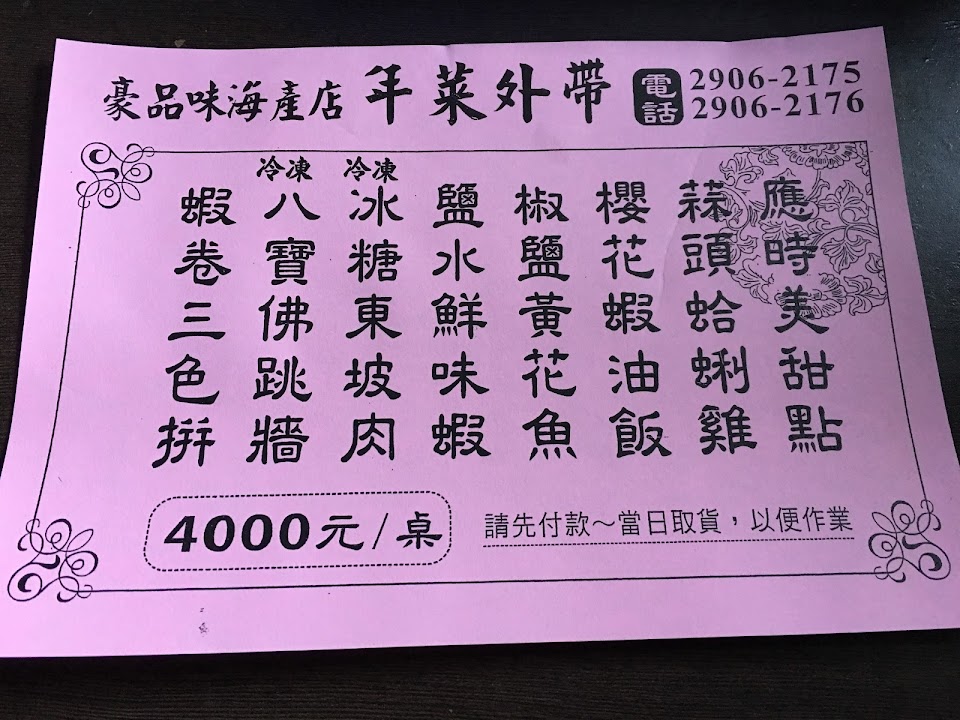 豪品味海產店 年菜外帶 電話 2906-2175
2906-2176
蝦卷三色拼
冷凍 八寶佛跳牆
冷凍 冰糖東坡肉
鹽水鮮味蝦
椒鹽黃花魚
櫻花蝦油飯
蒜頭蛤蜊雞
應時美甜點
4000元/桌
請先付款~當日取貨,以便作業